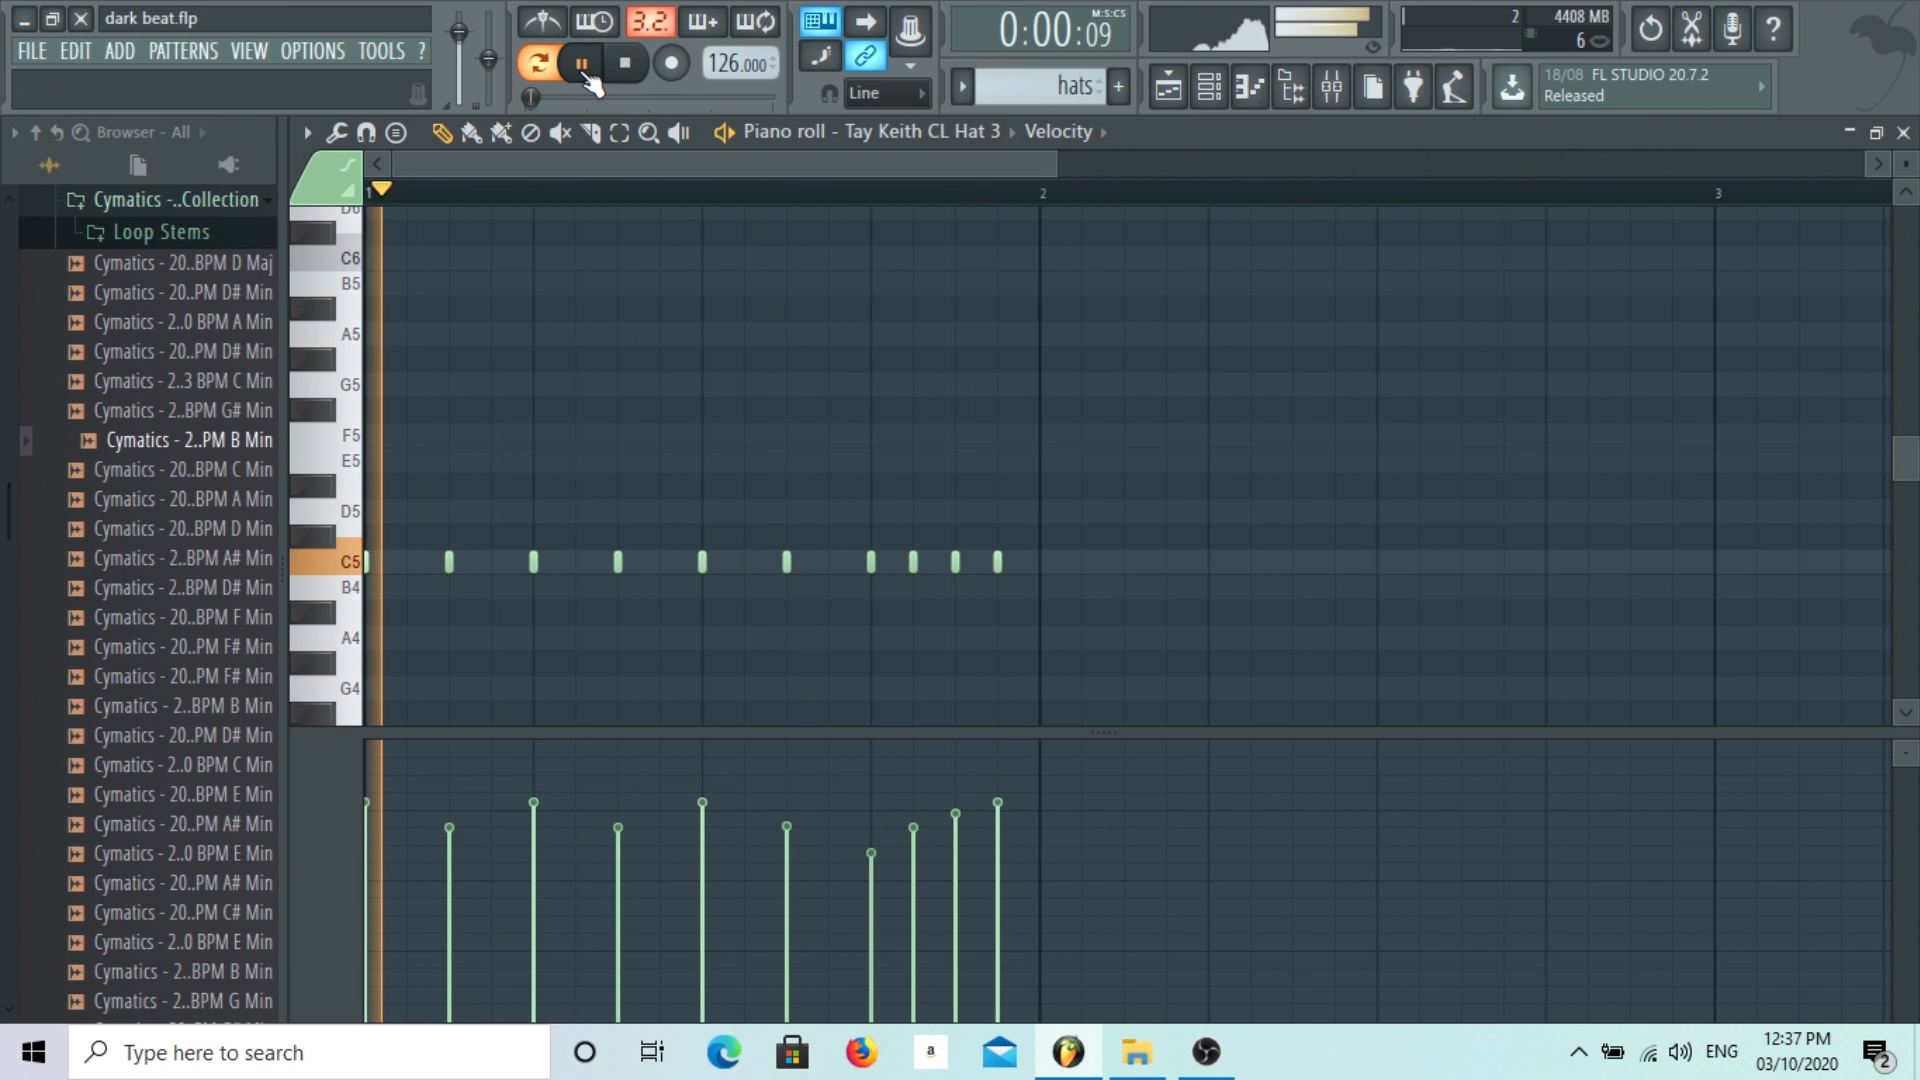 dark beat.flp
FILE EDIT ADD PATTERNS VIEW OPTIONS TOOLS ?
3.2.
126.000
Line
0:00:09
M:S:CS
hats
+
2
4408 MB
6
?
18/08 FL STUDIO 20.7.2
Released
Browser - All
Piano roll - Tay Keith CL Hat 3 › Velocity
Cymatics -..Collection
Loop Stems
Cymatics - 20..BPM D Maj
Cymatics - 20..PM D# Min
Cymatics - 2..0 BPM A Min
Cymatics - 20..PM D# Min
Cymatics - 2..3 BPM C Min
Cymatics - 2..BPM G# Min
Cymatics - 2..PM B Min
Cymatics - 20..BPM C Min
Cymatics - 20..BPM A Min
Cymatics - 20..BPM D Min
Cymatics - 2..BPM A# Min
Cymatics - 2..BPM D# Min
Cymatics - 20..BPM F Min
Cymatics - 20..PM F# Min
Cymatics - 20..PM F# Min
Cymatics - 2..BPM B Min
Cymatics - 20..PM D# Min
Cymatics - 2..0 BPM C Min
Cymatics - 20..BPM E Min
Cymatics - 20..PM A# Min
Cymatics - 2..0 BPM E Min
Cymatics - 20..PM A# Min
Cymatics - 20..PM C# Min
Cymatics - 2..0 BPM E Min
Cymatics - 2..BPM B Min
Cymatics - 2..BPM G Min
1
2
3
D6
C6
B5
A5
G5
F5
E5
D5
C5
B4
A4
G4
Type here to search
a
ENG
12:37 PM
03/10/2020
2